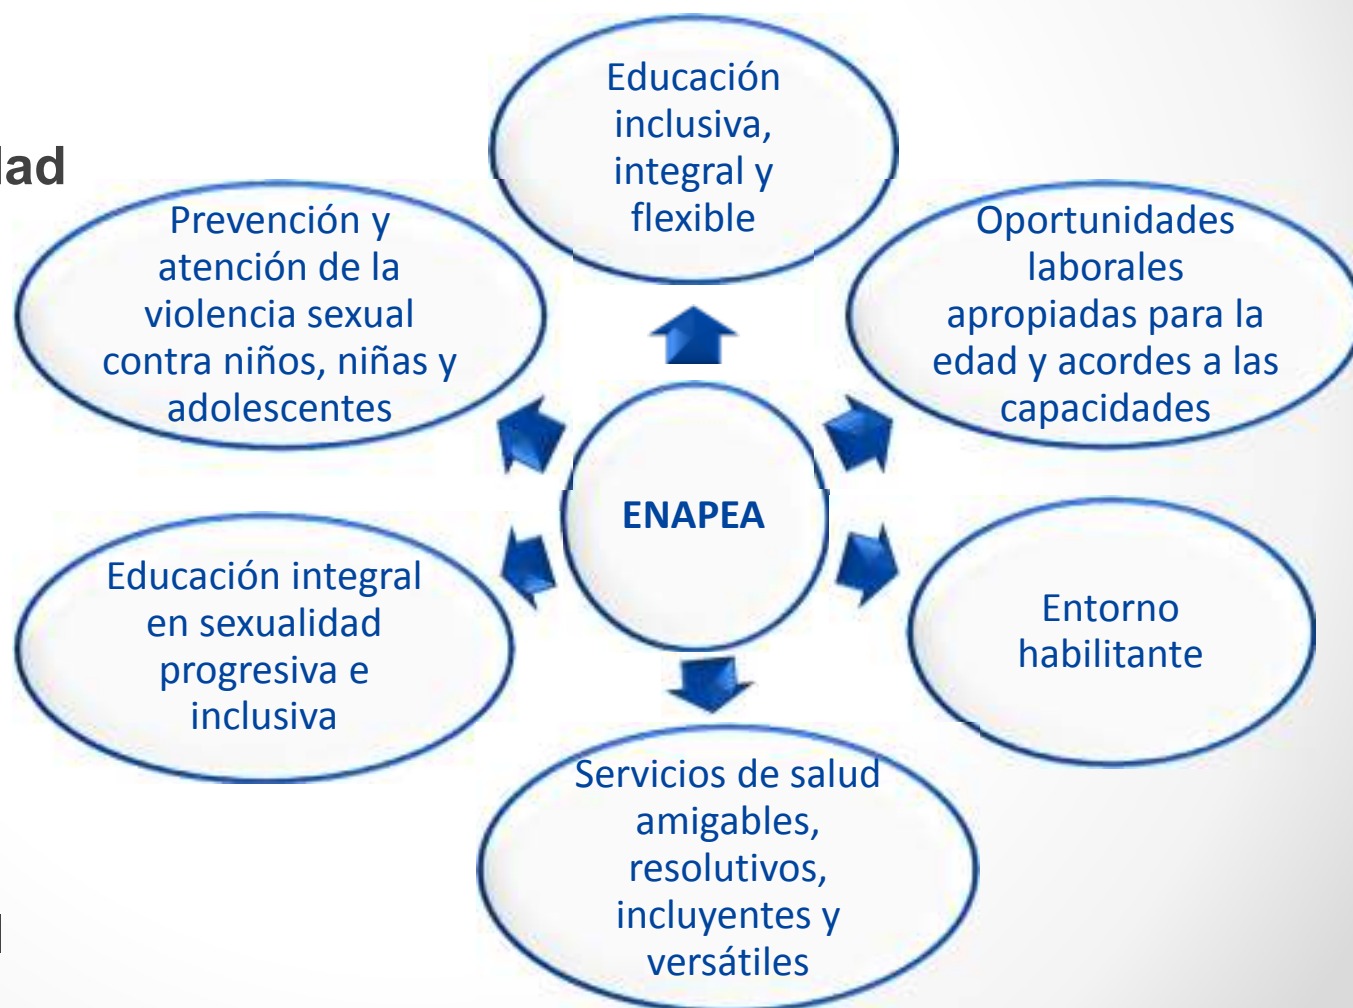 Educación
inclusiva,
integral y
flexible
dad
Prevención y
atención de la
violencia sexual
contra niños, niñas y
adolescentes
Oportunidades
laborales
apropiadas para la
edad y acordes a las
capacidades
ENAPEA
Educación integral
en sexualidad
progresiva e
inclusiva
Entorno
habilitante
Servicios de salud
amigables,
resolutivos,
incluyentes y
versátiles